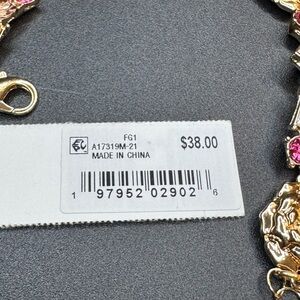 FG1
A17319M-21
MADE IN CHINA
$38.00
1 97952 02902 6